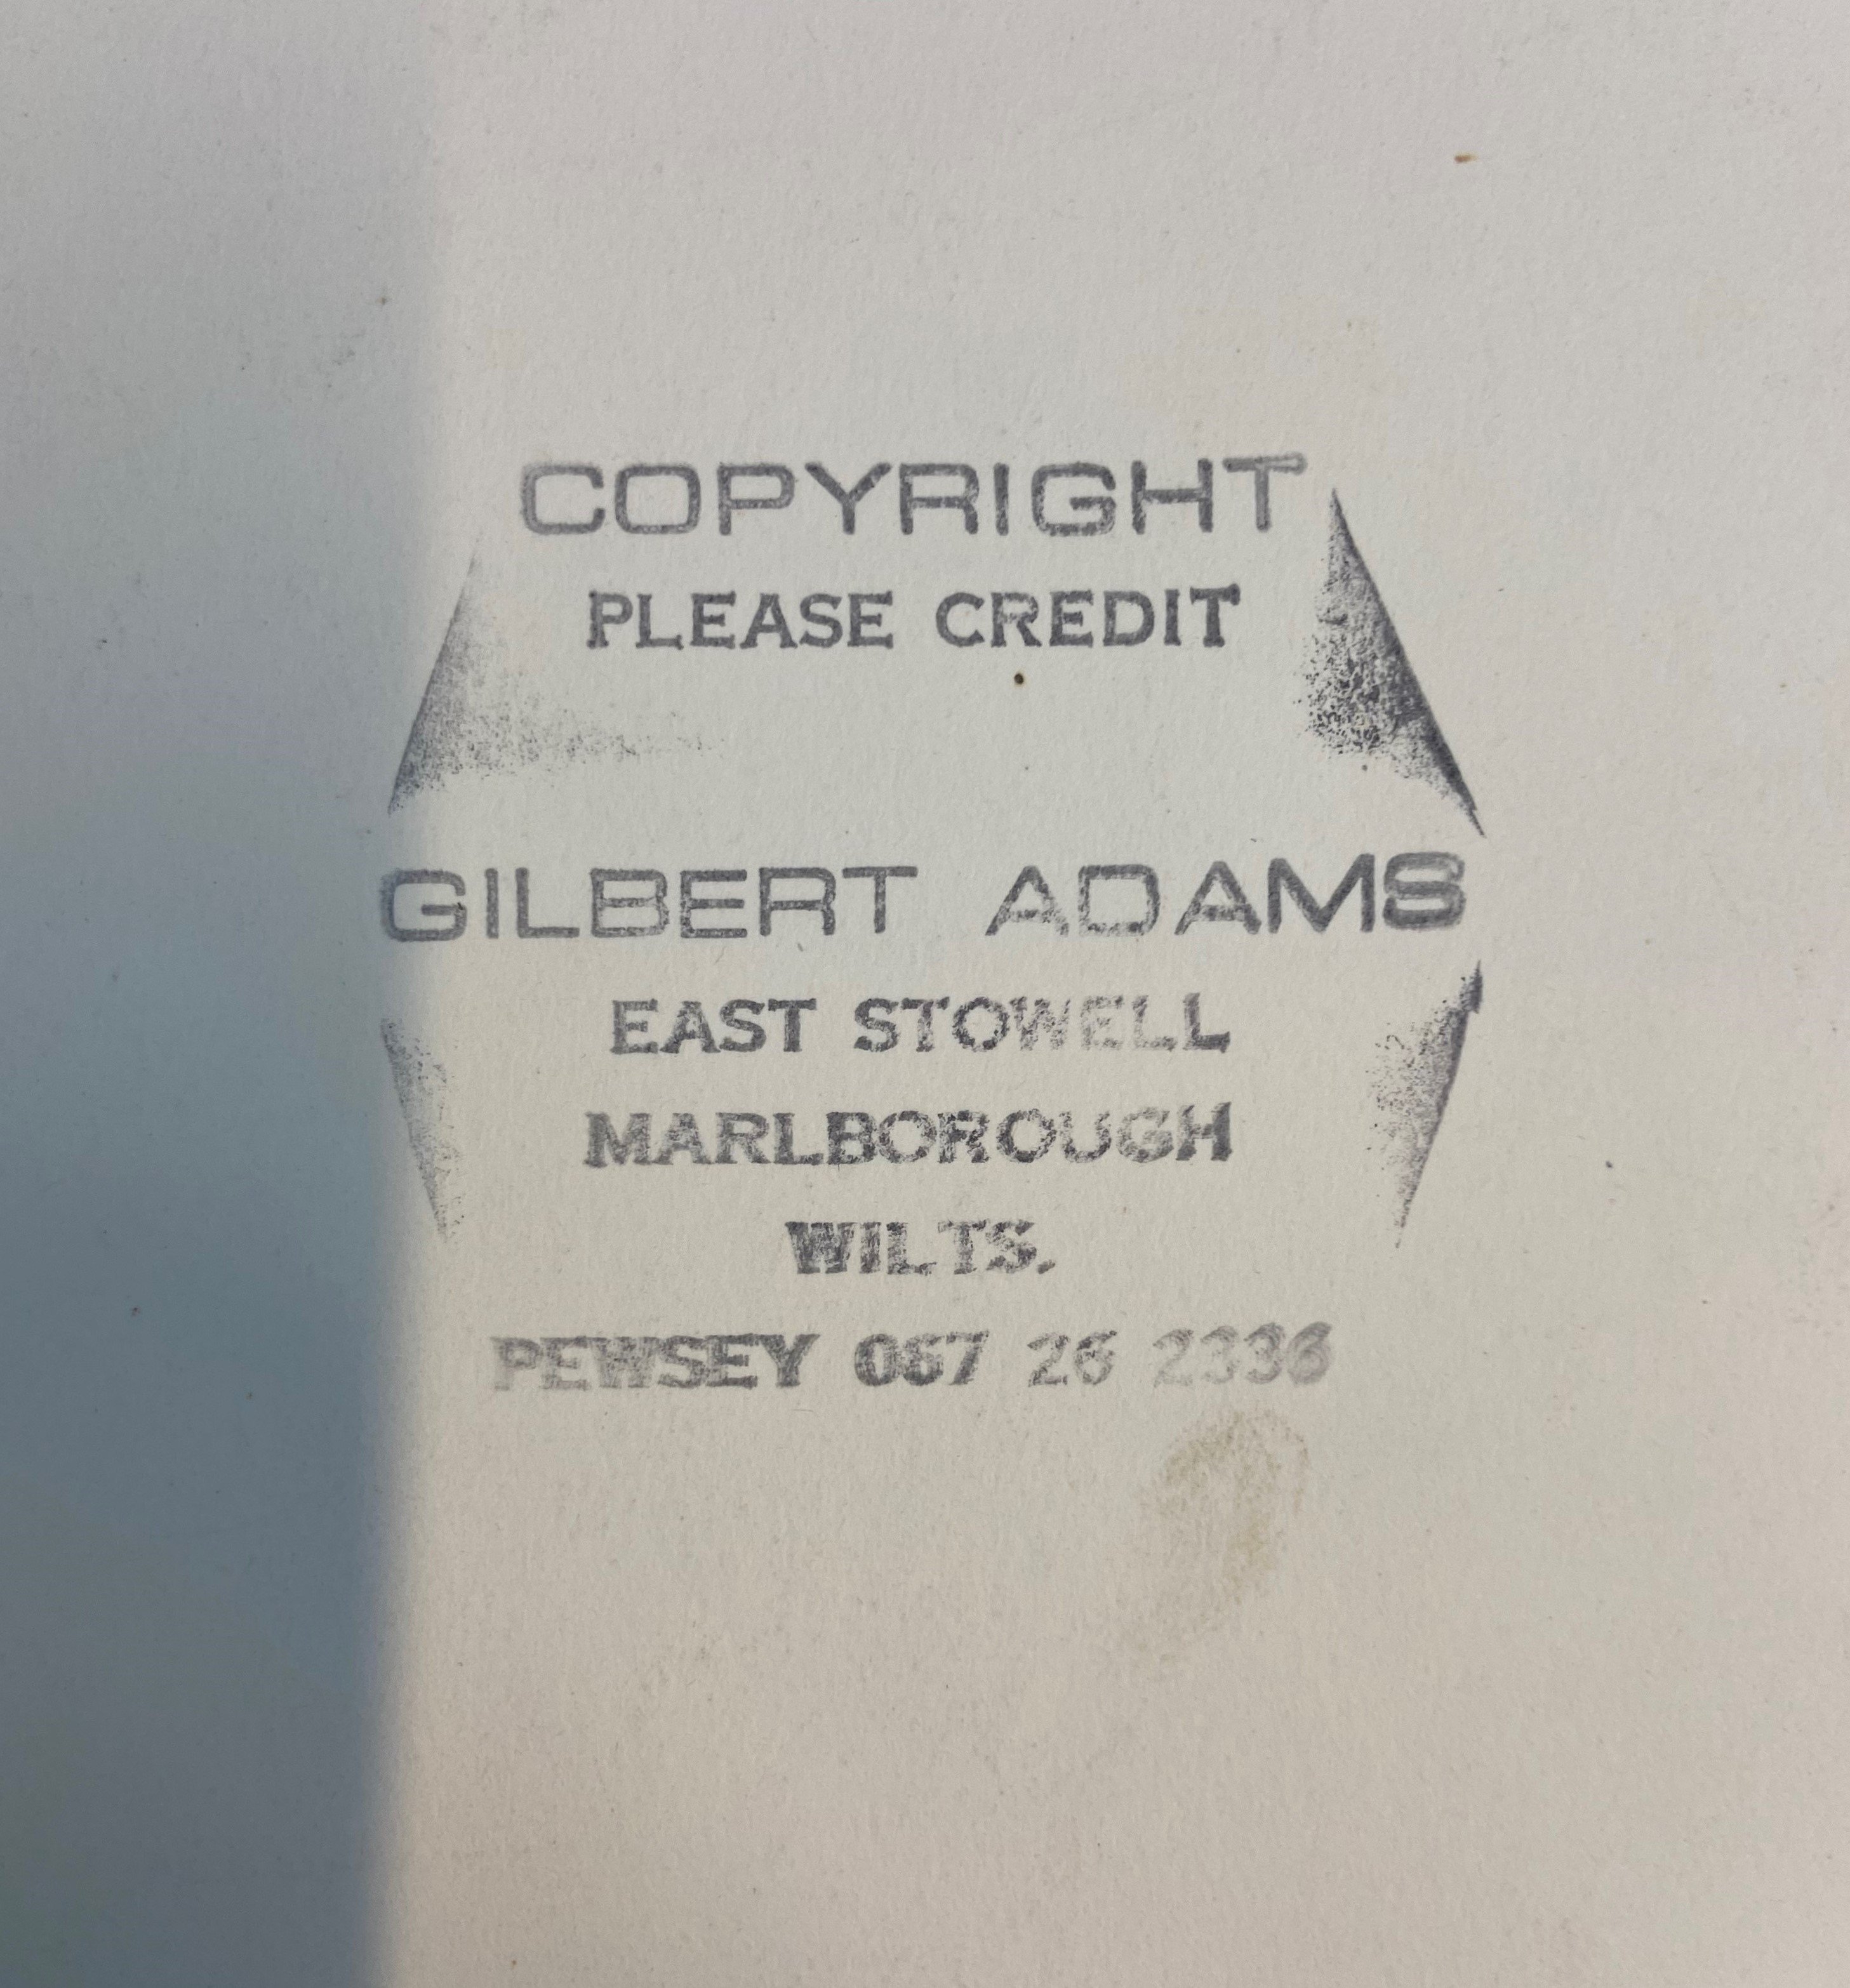 COPYRIGHT
PLEASE CREDIT
GILBERT ADAMS
EAST STOWELL
MARLBOROUGH
WILTS.
PEWSEY 067 26 2336